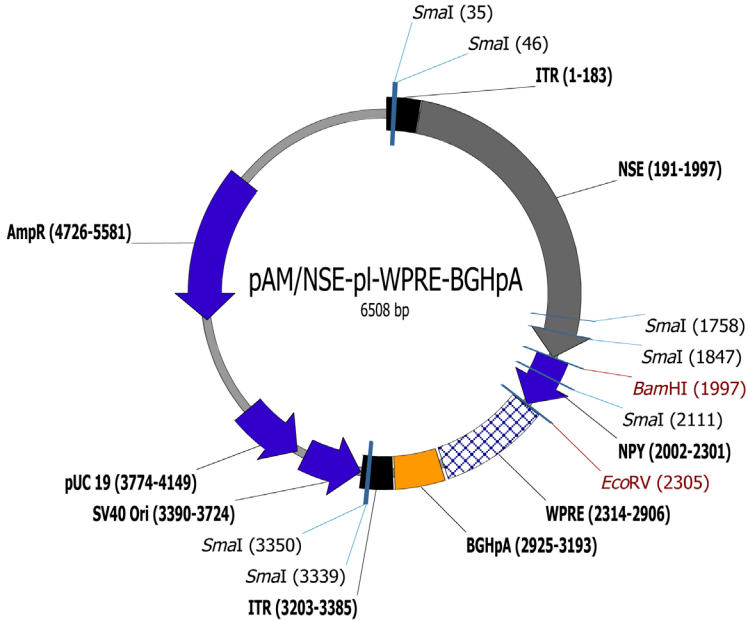 SmaI (35)
SmaI (46)
ITR (1-183)
NSE (191-1997)
AmpR (4726-5581)
pAM/NSE-pl-WPRE-BGHpA
6508 bp
SmaI (1758)
SmaI (1847)
BamHI (1997)
SmaI (2111)
NPY (2002-2301)
EcoRV (2305)
pUC 19 (3774-4149)
SV40 Ori (3390-3724)
WPRE (2314-2906)
SmaI (3350)
BGHpA (2925-3193)
SmaI (3339)
ITR (3203-3385)